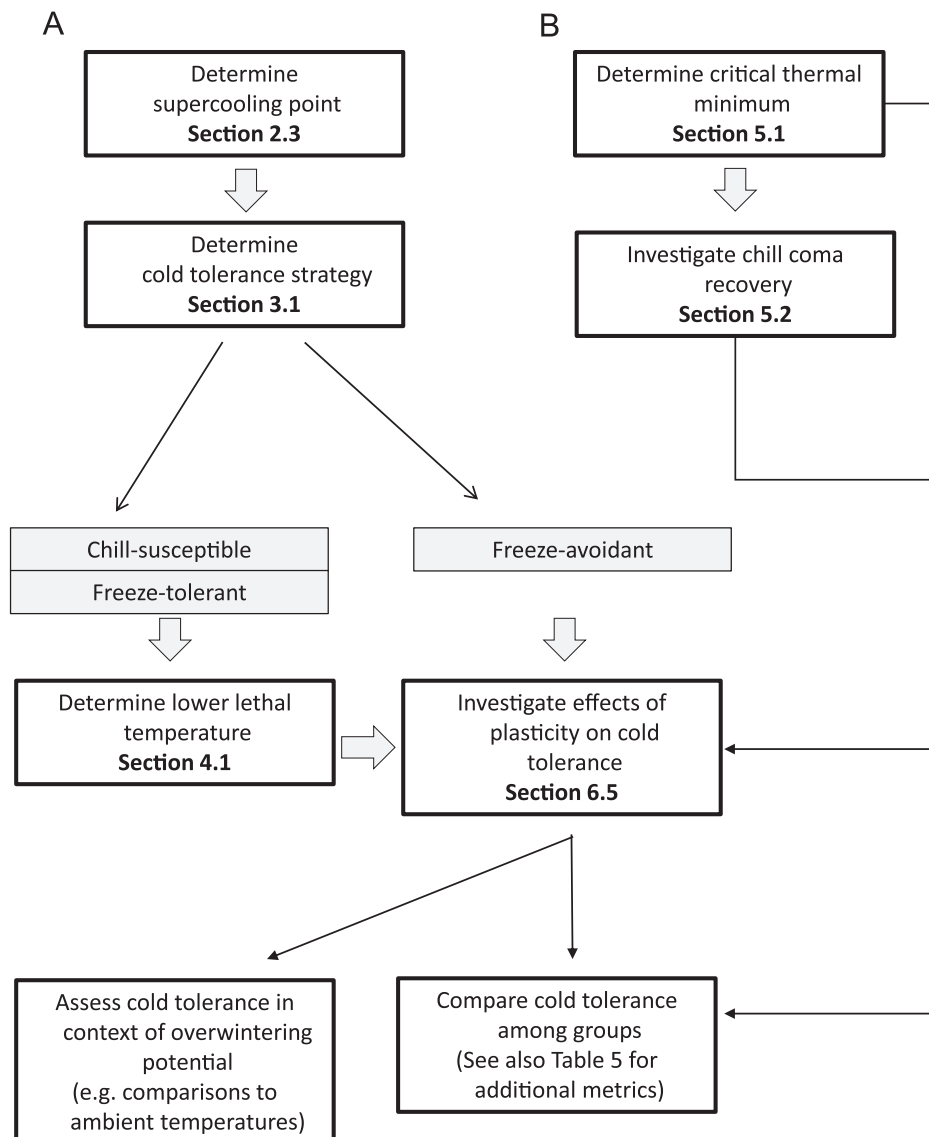 A
Determine
supercooling point
Section 2.3
Determine
cold tolerance strategy
Section 3.1
Chill-susceptible
Freeze-tolerant
Determine lower lethal
temperature
Section 4.1
Freeze-avoidant
Investigate effects of
plasticity on cold
tolerance
Section 6.5
Assess cold tolerance in
context of overwintering
potential
(e.g. comparisons to
ambient temperatures)
Compare cold tolerance
among groups
(See also Table 5 for
additional metrics)
B
Determine critical thermal
minimum
Section 5.1
Investigate chill coma
recovery
Section 5.2